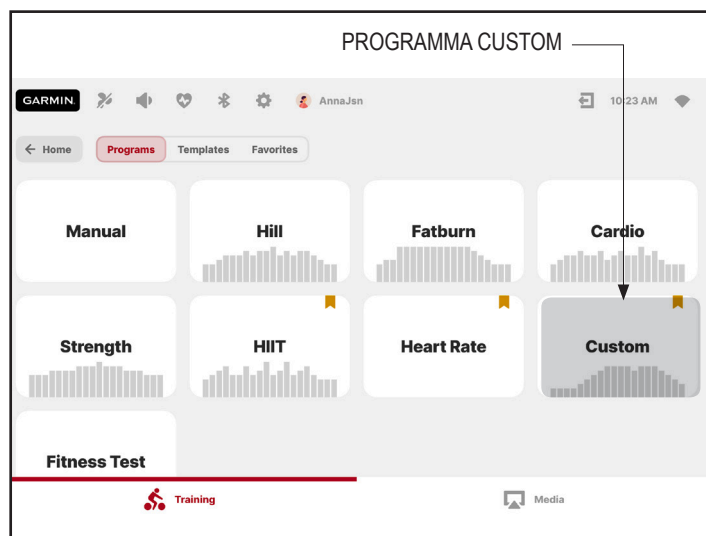 PROGRAMMA CUSTOM
GARMIN. AnnaJsn 10:23 AM
Home Programs Templates Favorites
Manual Hill Fatburn Cardio
Strength HIIT Heart Rate Custom
Fitness Test
Training Media